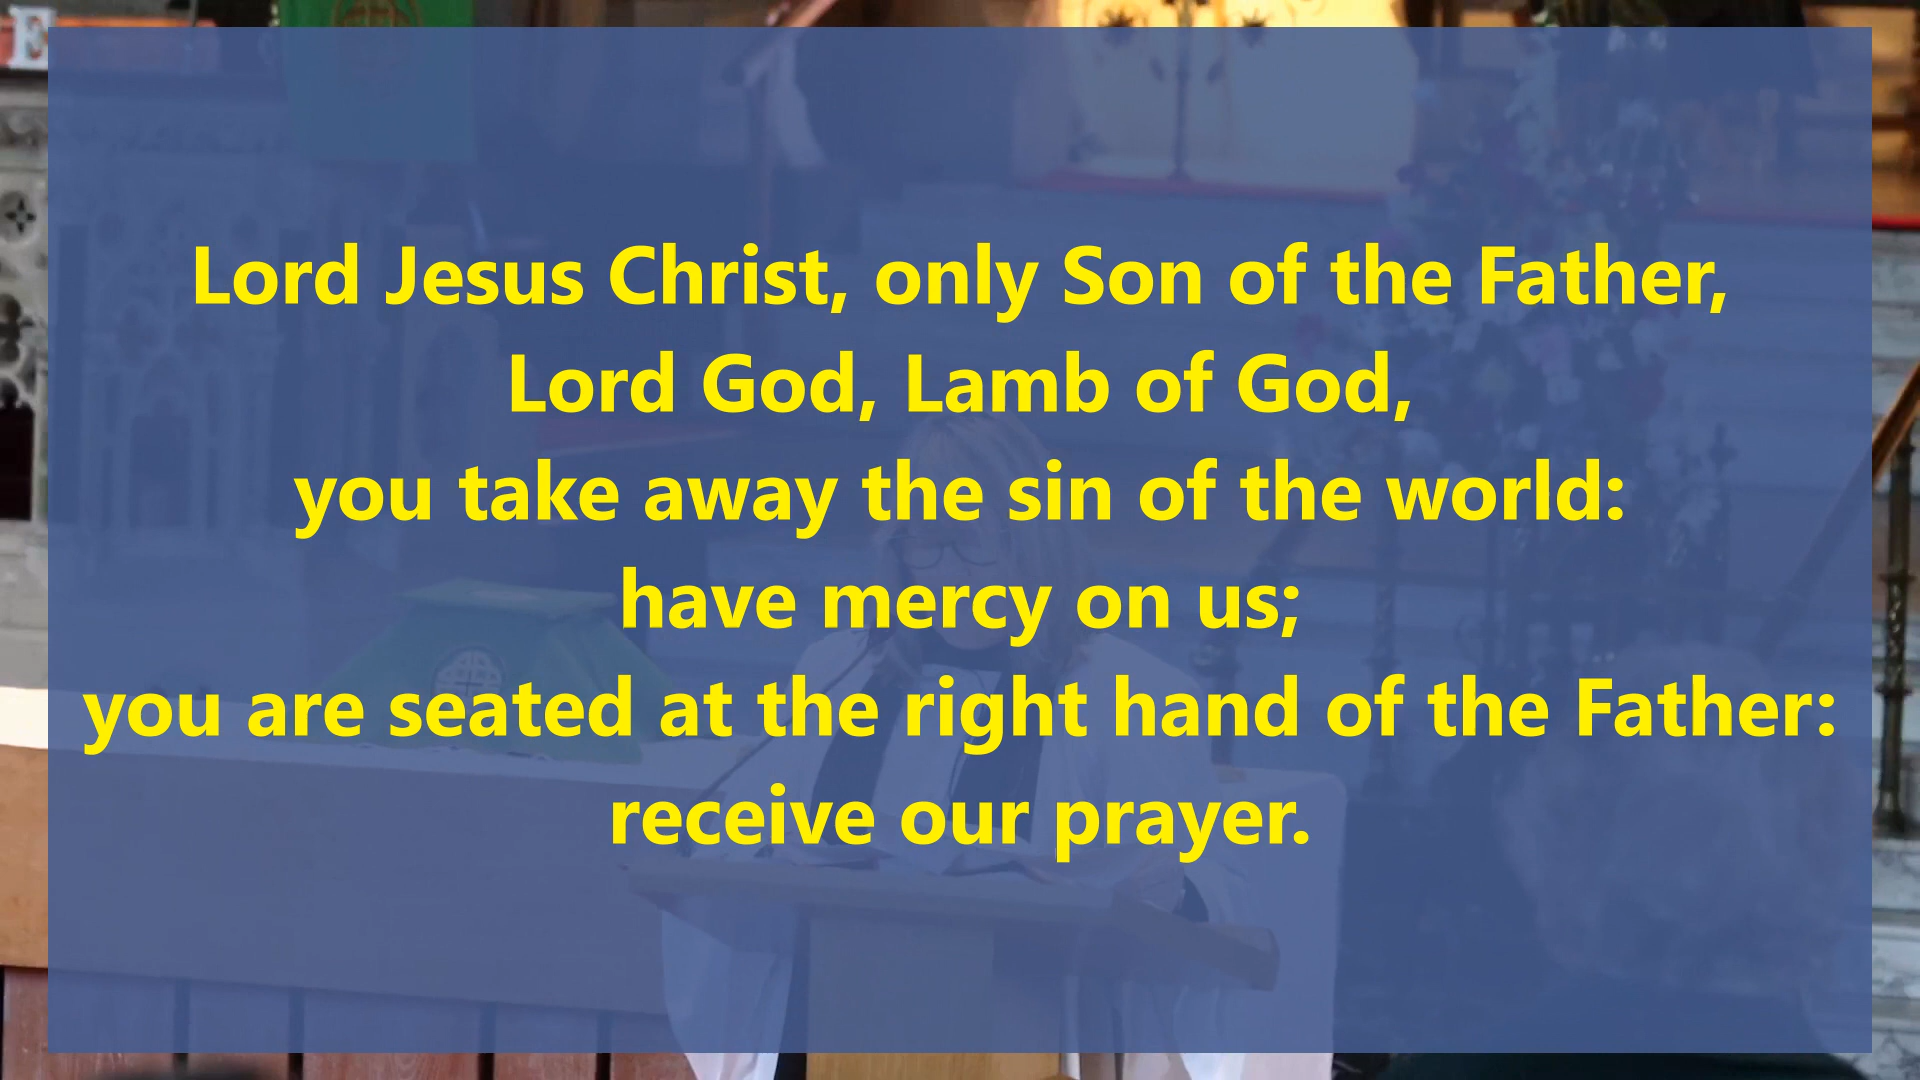 E
Lord Jesus Christ, only Son of the Father,
Lord God, Lamb of God,
you take away the sin of the world:
have mercy on us;
you are seated at the right hand of the Father:
receive our prayer.